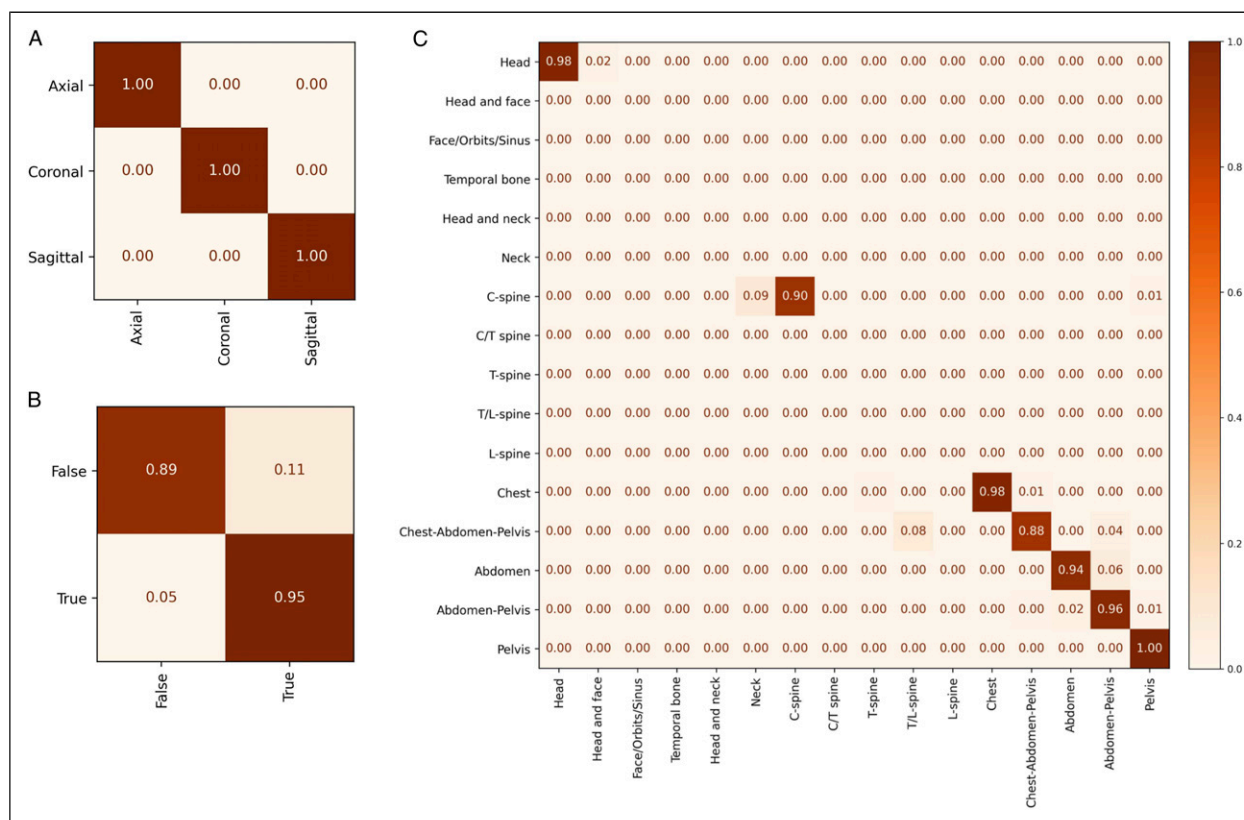 A
Axial 1.00 0.00 0.00
Coronal 0.00 1.00 0.00
Sagittal 0.00 0.00 1.00
Axial Coronal Sagittal
B
False 0.89 0.11
True 0.05 0.95
False True
C
Head 0.98 0.02 0.00 0.00 0.00 0.00 0.00 0.00 0.00 0.00 0.00 0.00 0.00 0.00 0.00 0.00
Head and face 0.00 0.00 0.00 0.00 0.00 0.00 0.00 0.00 0.00 0.00 0.00 0.00 0.00 0.00 0.00 0.00
Face/Orbits/Sinus 0.00 0.00 0.00 0.00 0.00 0.00 0.00 0.00 0.00 0.00 0.00 0.00 0.00 0.00 0.00 0.00
Temporal bone 0.00 0.00 0.00 0.00 0.00 0.00 0.00 0.00 0.00 0.00 0.00 0.00 0.00 0.00 0.00 0.00
Head and neck 0.00 0.00 0.00 0.00 0.00 0.00 0.00 0.00 0.00 0.00 0.00 0.00 0.00 0.00 0.00 0.00
Neck 0.00 0.00 0.00 0.00 0.00 0.00 0.00 0.00 0.00 0.00 0.00 0.00 0.00 0.00 0.00 0.00
C-spine 0.00 0.00 0.00 0.00 0.00 0.09 0.90 0.00 0.00 0.00 0.00 0.00 0.00 0.00 0.00 0.01
C/T spine 0.00 0.00 0.00 0.00 0.00 0.00 0.00 0.00 0.00 0.00 0.00 0.00 0.00 0.00 0.00 0.00
T-spine 0.00 0.00 0.00 0.00 0.00 0.00 0.00 0.00 0.00 0.00 0.00 0.00 0.00 0.00 0.00 0.00
T/L-spine 0.00 0.00 0.00 0.00 0.00 0.00 0.00 0.00 0.00 0.00 0.00 0.00 0.00 0.00 0.00 0.00
L-spine 0.00 0.00 0.00 0.00 0.00 0.00 0.00 0.00 0.00 0.00 0.00 0.00 0.00 0.00 0.00 0.00
Chest 0.00 0.00 0.00 0.00 0.00 0.00 0.00 0.00 0.00 0.00 0.00 0.98 0.01 0.00 0.00 0.00
Chest-Abdomen-Pelvis 0.00 0.00 0.00 0.00 0.00 0.00 0.00 0.00 0.00 0.08 0.00 0.00 0.88 0.00 0.04 0.00
Abdomen 0.00 0.00 0.00 0.00 0.00 0.00 0.00 0.00 0.00 0.00 0.00 0.00 0.00 0.94 0.06 0.00
Abdomen-Pelvis 0.00 0.00 0.00 0.00 0.00 0.00 0.00 0.00 0.00 0.00 0.00 0.00 0.00 0.02 0.96 0.01
Pelvis 0.00 0.00 0.00 0.00 0.00 0.00 0.00 0.00 0.00 0.00 0.00 0.00 0.00 0.00 0.00 1.00
Head Head and face Face/Orbits/Sinus Temporal bone Head and neck Neck C-spine C/T spine T-spine T/L-spine L-spine Chest Chest-Abdomen-Pelvis Abdomen Abdomen-Pelvis Pelvis
1.0
0.8
0.6
0.4
0.2
0.0